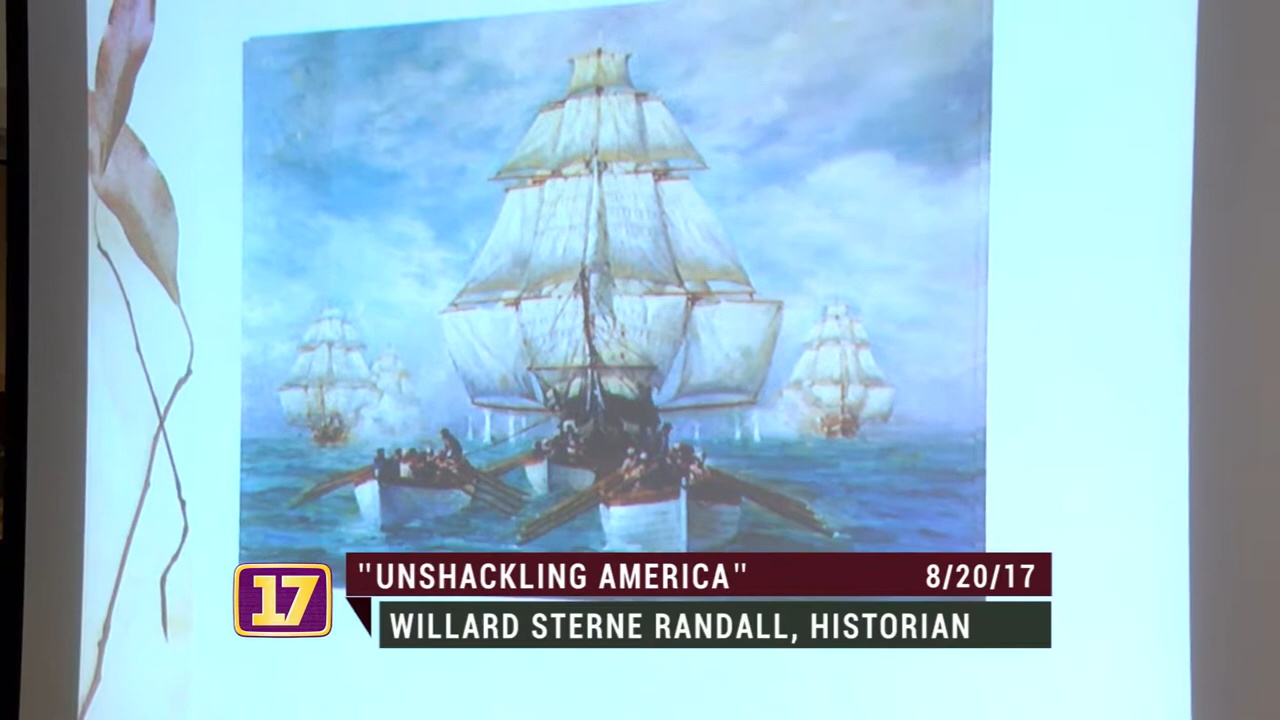 17
"UNSHACKLING AMERICA" 8/20/17
WILLARD STERNE RANDALL, HISTORIAN